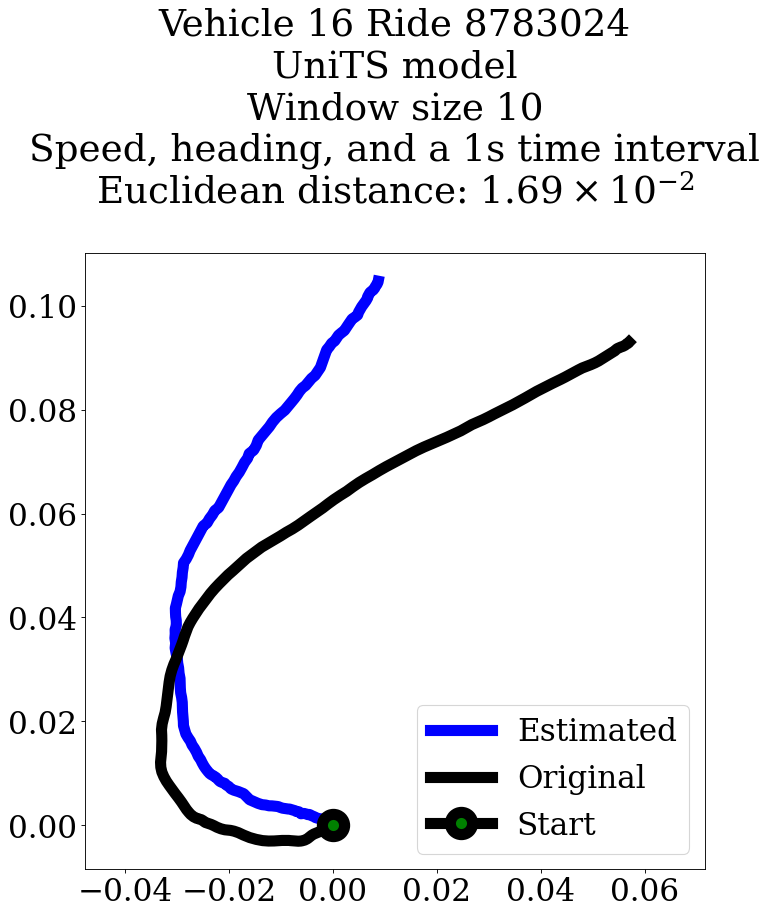 Vehicle 16 Ride 8783024
UniTS model
Window size 10
Speed, heading, and a 1s time interval
Euclidean distance: 1.69 × 10⁻²
0.10
0.08
0.06
0.04
0.02
0.00
Estimated
Original
Start
−0.04 −0.02 0.00 0.02 0.04 0.06